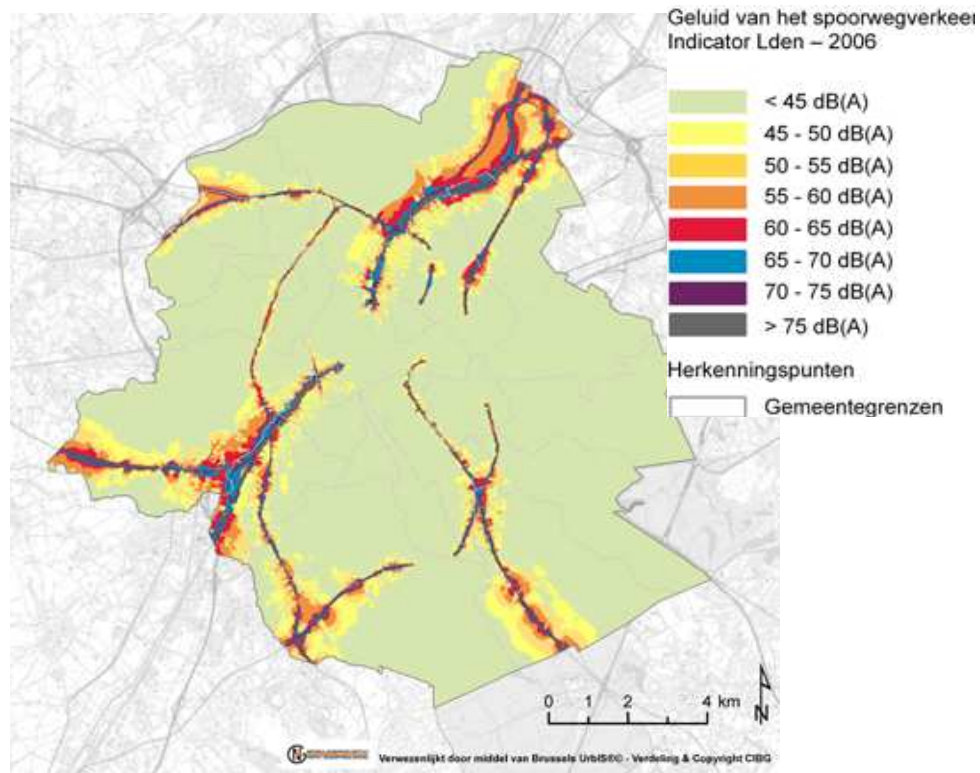 Geluid van het spoorwegverkeer
Indicator Lden – 2006
< 45 dB(A)
45 - 50 dB(A)
50 - 55 dB(A)
55 - 60 dB(A)
60 - 65 dB(A)
65 - 70 dB(A)
70 - 75 dB(A)
> 75 dB(A)
Herkenningspunten
Gemeentegrenzen
0 1 2 4 km
N
Verwezenlijkt door middel van Brussels UrbIS®© - Verdeling & Copyright CIBG